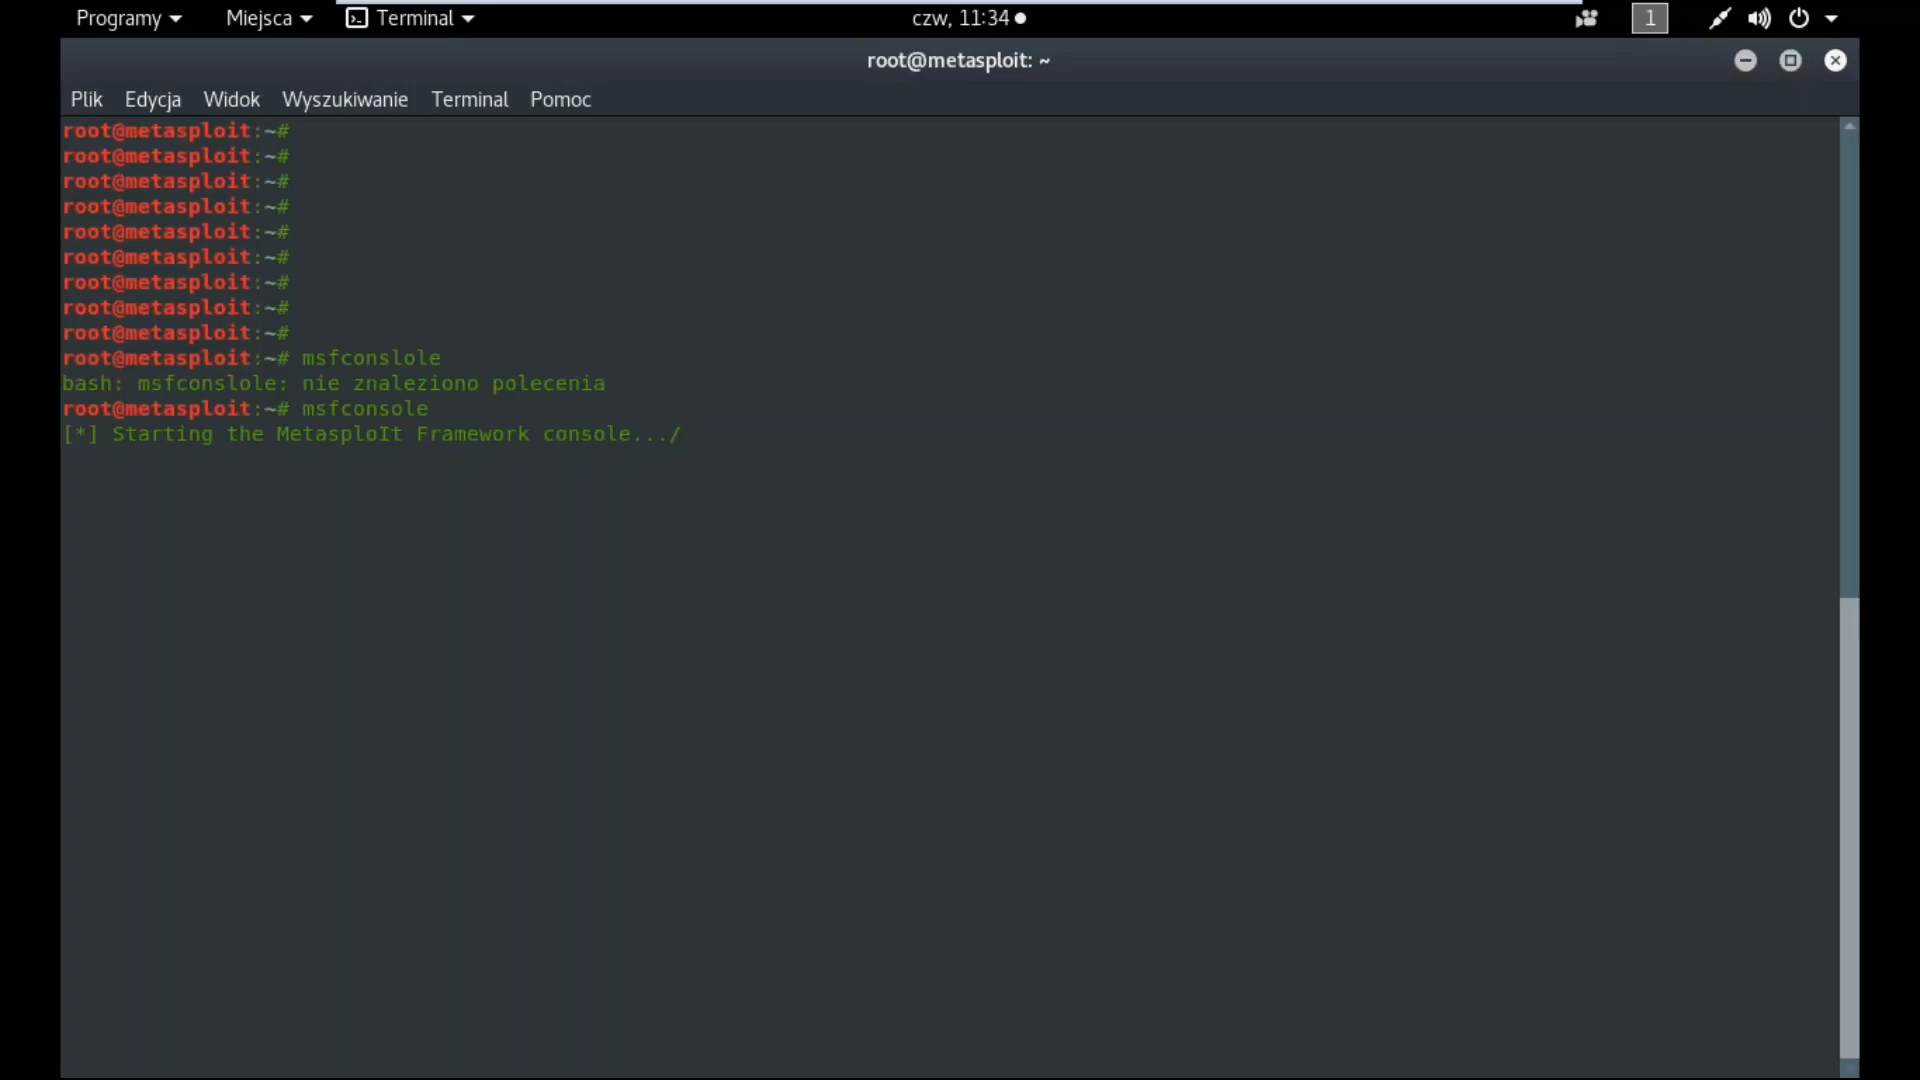 Programy Miejsca Terminal czw, 11:34 1
root@metasploit: ~
Plik Edycja Widok Wyszukiwanie Terminal Pomoc
root@metasploit:~#
root@metasploit:~#
root@metasploit:~#
root@metasploit:~#
root@metasploit:~#
root@metasploit:~#
root@metasploit:~#
root@metasploit:~#
root@metasploit:~#
root@metasploit:~# msfconslole
bash: msfconslole: nie znaleziono polecenia
root@metasploit:~# msfconsole
[*] Starting the MetasploIt Framework console.../